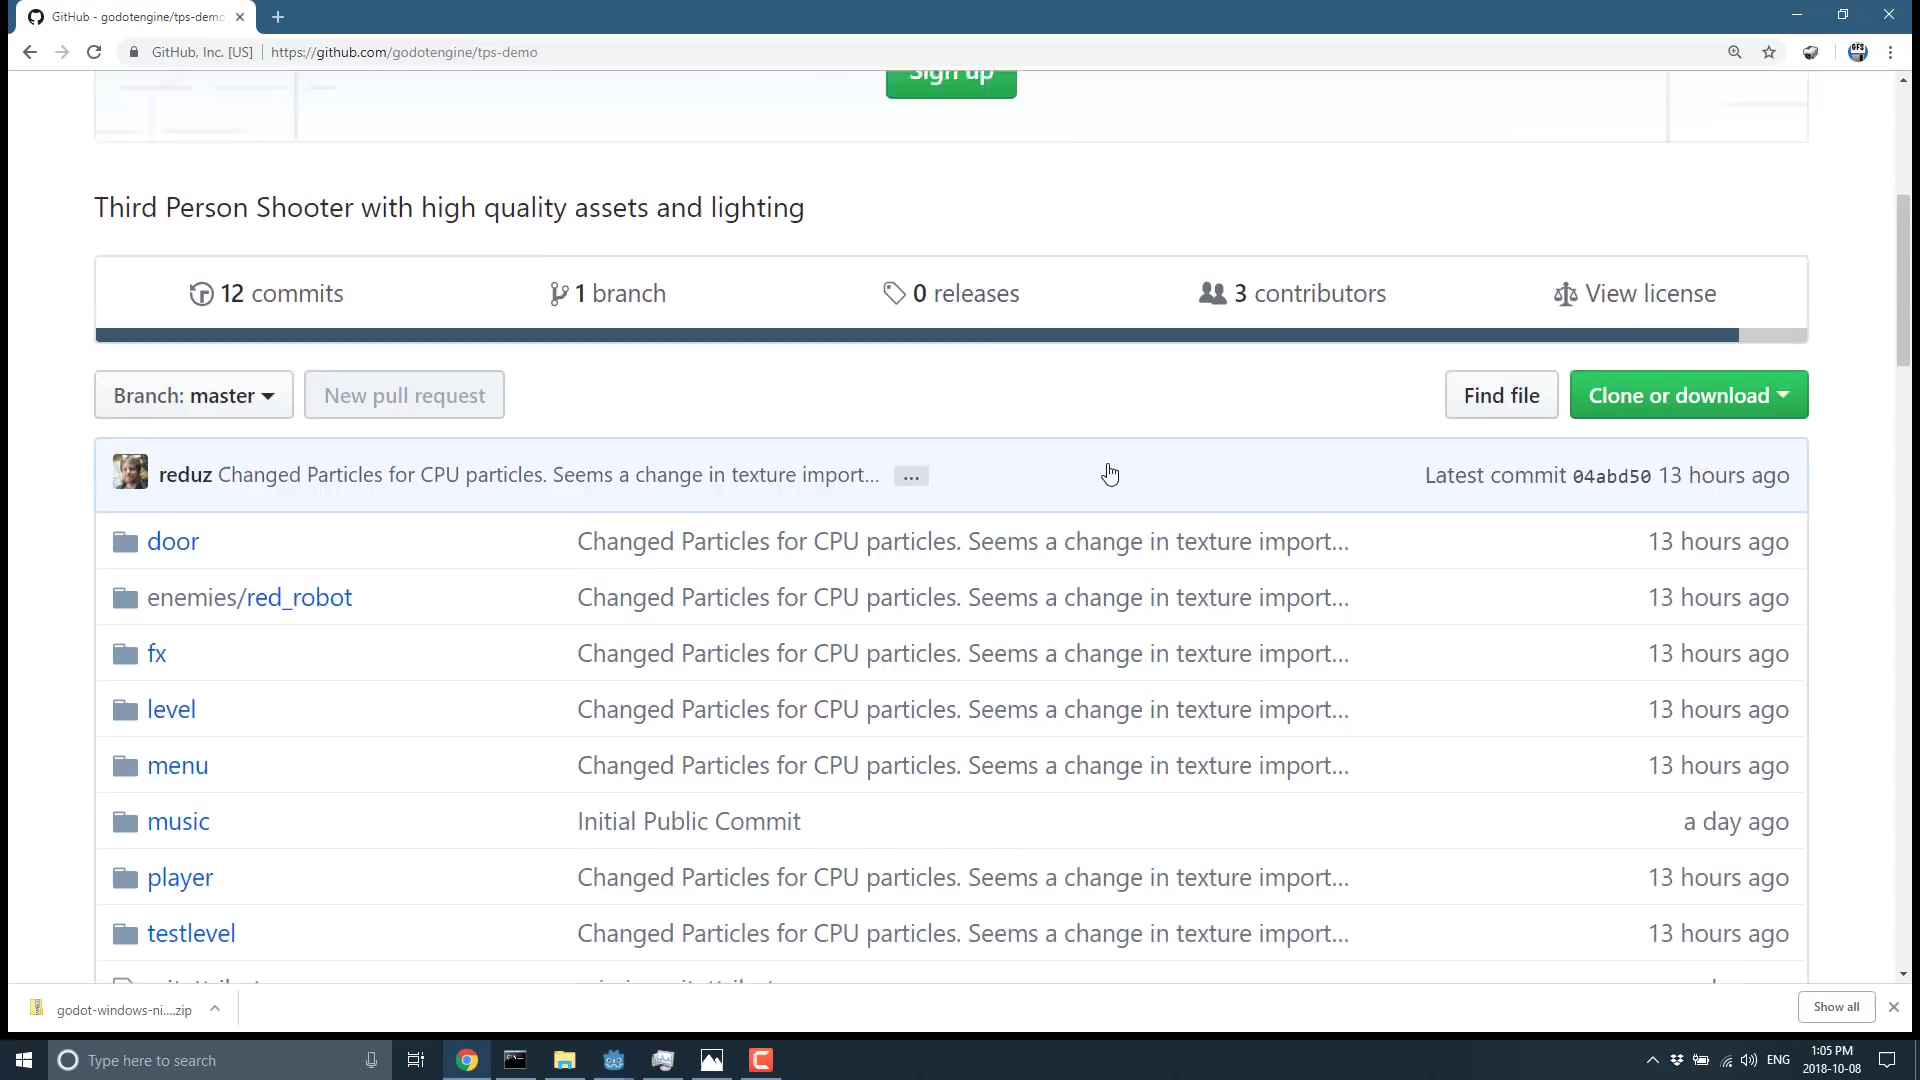 GitHub - godotengine/tps-demo
GitHub, Inc. [US] https://github.com/godotengine/tps-demo
GFS
Sign up
Third Person Shooter with high quality assets and lighting
12 commits
1 branch
0 releases
3 contributors
View license
Branch: master
New pull request
Find file
Clone or download
reduz Changed Particles for CPU particles. Seems a change in texture import... ... Latest commit 04abd50 13 hours ago
door Changed Particles for CPU particles. Seems a change in texture import... 13 hours ago
enemies/red_robot Changed Particles for CPU particles. Seems a change in texture import... 13 hours ago
fx Changed Particles for CPU particles. Seems a change in texture import... 13 hours ago
level Changed Particles for CPU particles. Seems a change in texture import... 13 hours ago
menu Changed Particles for CPU particles. Seems a change in texture import... 13 hours ago
music Initial Public Commit a day ago
player Changed Particles for CPU particles. Seems a change in texture import... 13 hours ago
testlevel Changed Particles for CPU particles. Seems a change in texture import... 13 hours ago
godot-windows-ni....zip
Show all
Type here to search
ENG
1:05 PM
2018-10-08